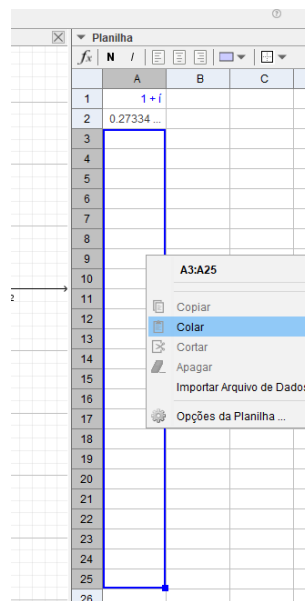 Planilha
fx N I
A B C
1 1 + í
2 0.27334 ...
3
4
5
6
7
8
9
10
11
12
13
14
15
16
17
18
19
20
21
22
23
24
25
26
A3:A25
Copiar
Colar
Cortar
Apagar
Importar Arquivo de Dados
Opções da Planilha ...
2